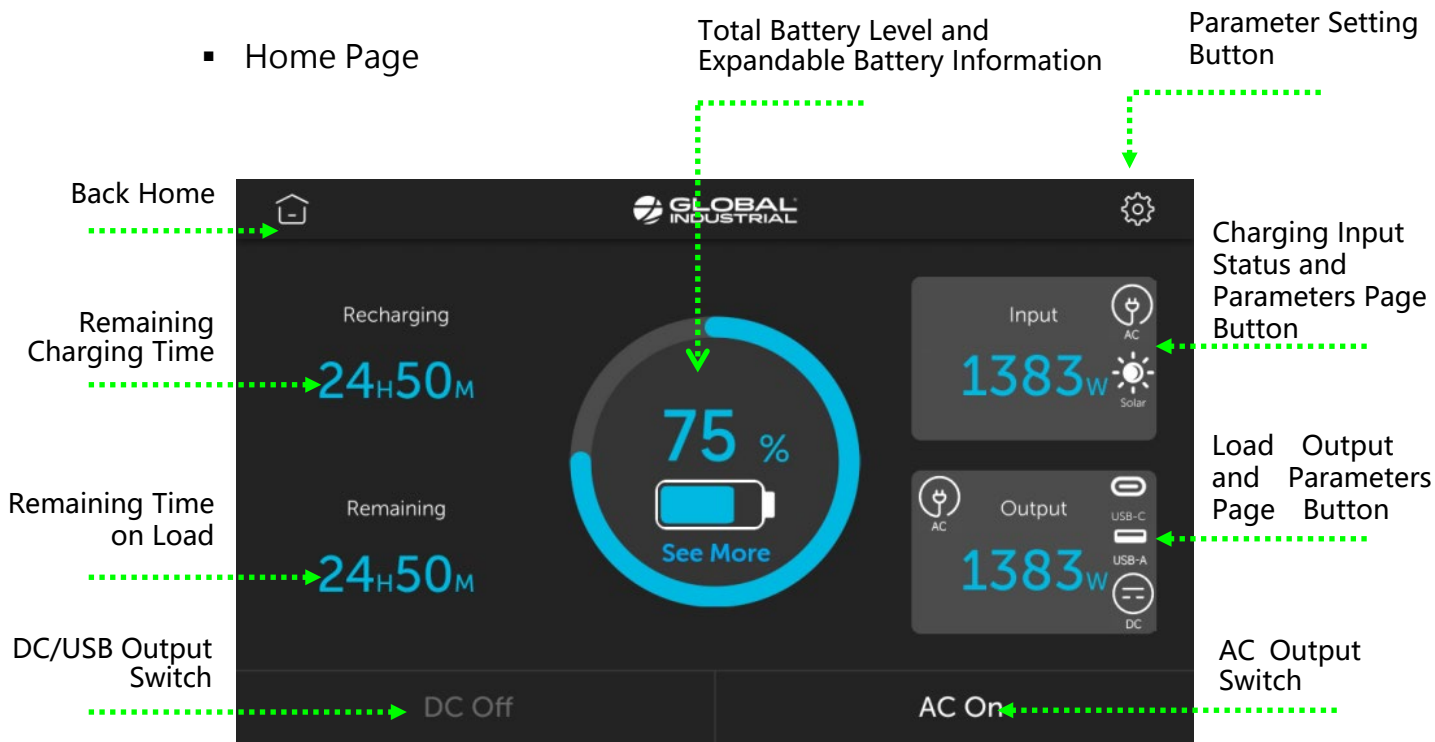 ▪ Home Page
Total Battery Level and
Expandable Battery Information
Parameter Setting
Button
Back Home
GLOBAL
INDUSTRIAL
Remaining
Charging Time
Recharging
24H50M
Input
1383W
AC
Solar
Charging Input
Status and
Parameters Page
Button
75 %
See More
Remaining Time
on Load
Remaining
24H50M
AC
Output
1383W
USB-C
USB-A
DC
Load Output
and Parameters
Page Button
DC/USB Output
Switch
DC Off
AC On
AC Output
Switch